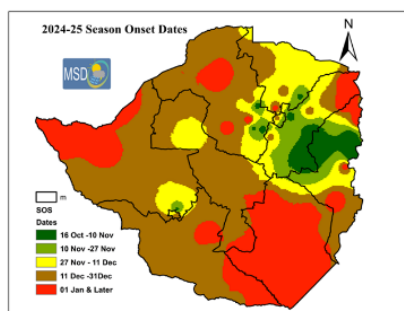 2024-25 Season Onset Dates
N
MSD
m
SOS
Dates
16 Oct -10 Nov
10 Nov -27 Nov
27 Nov - 11 Dec
11 Dec -31Dec
01 Jan & Later